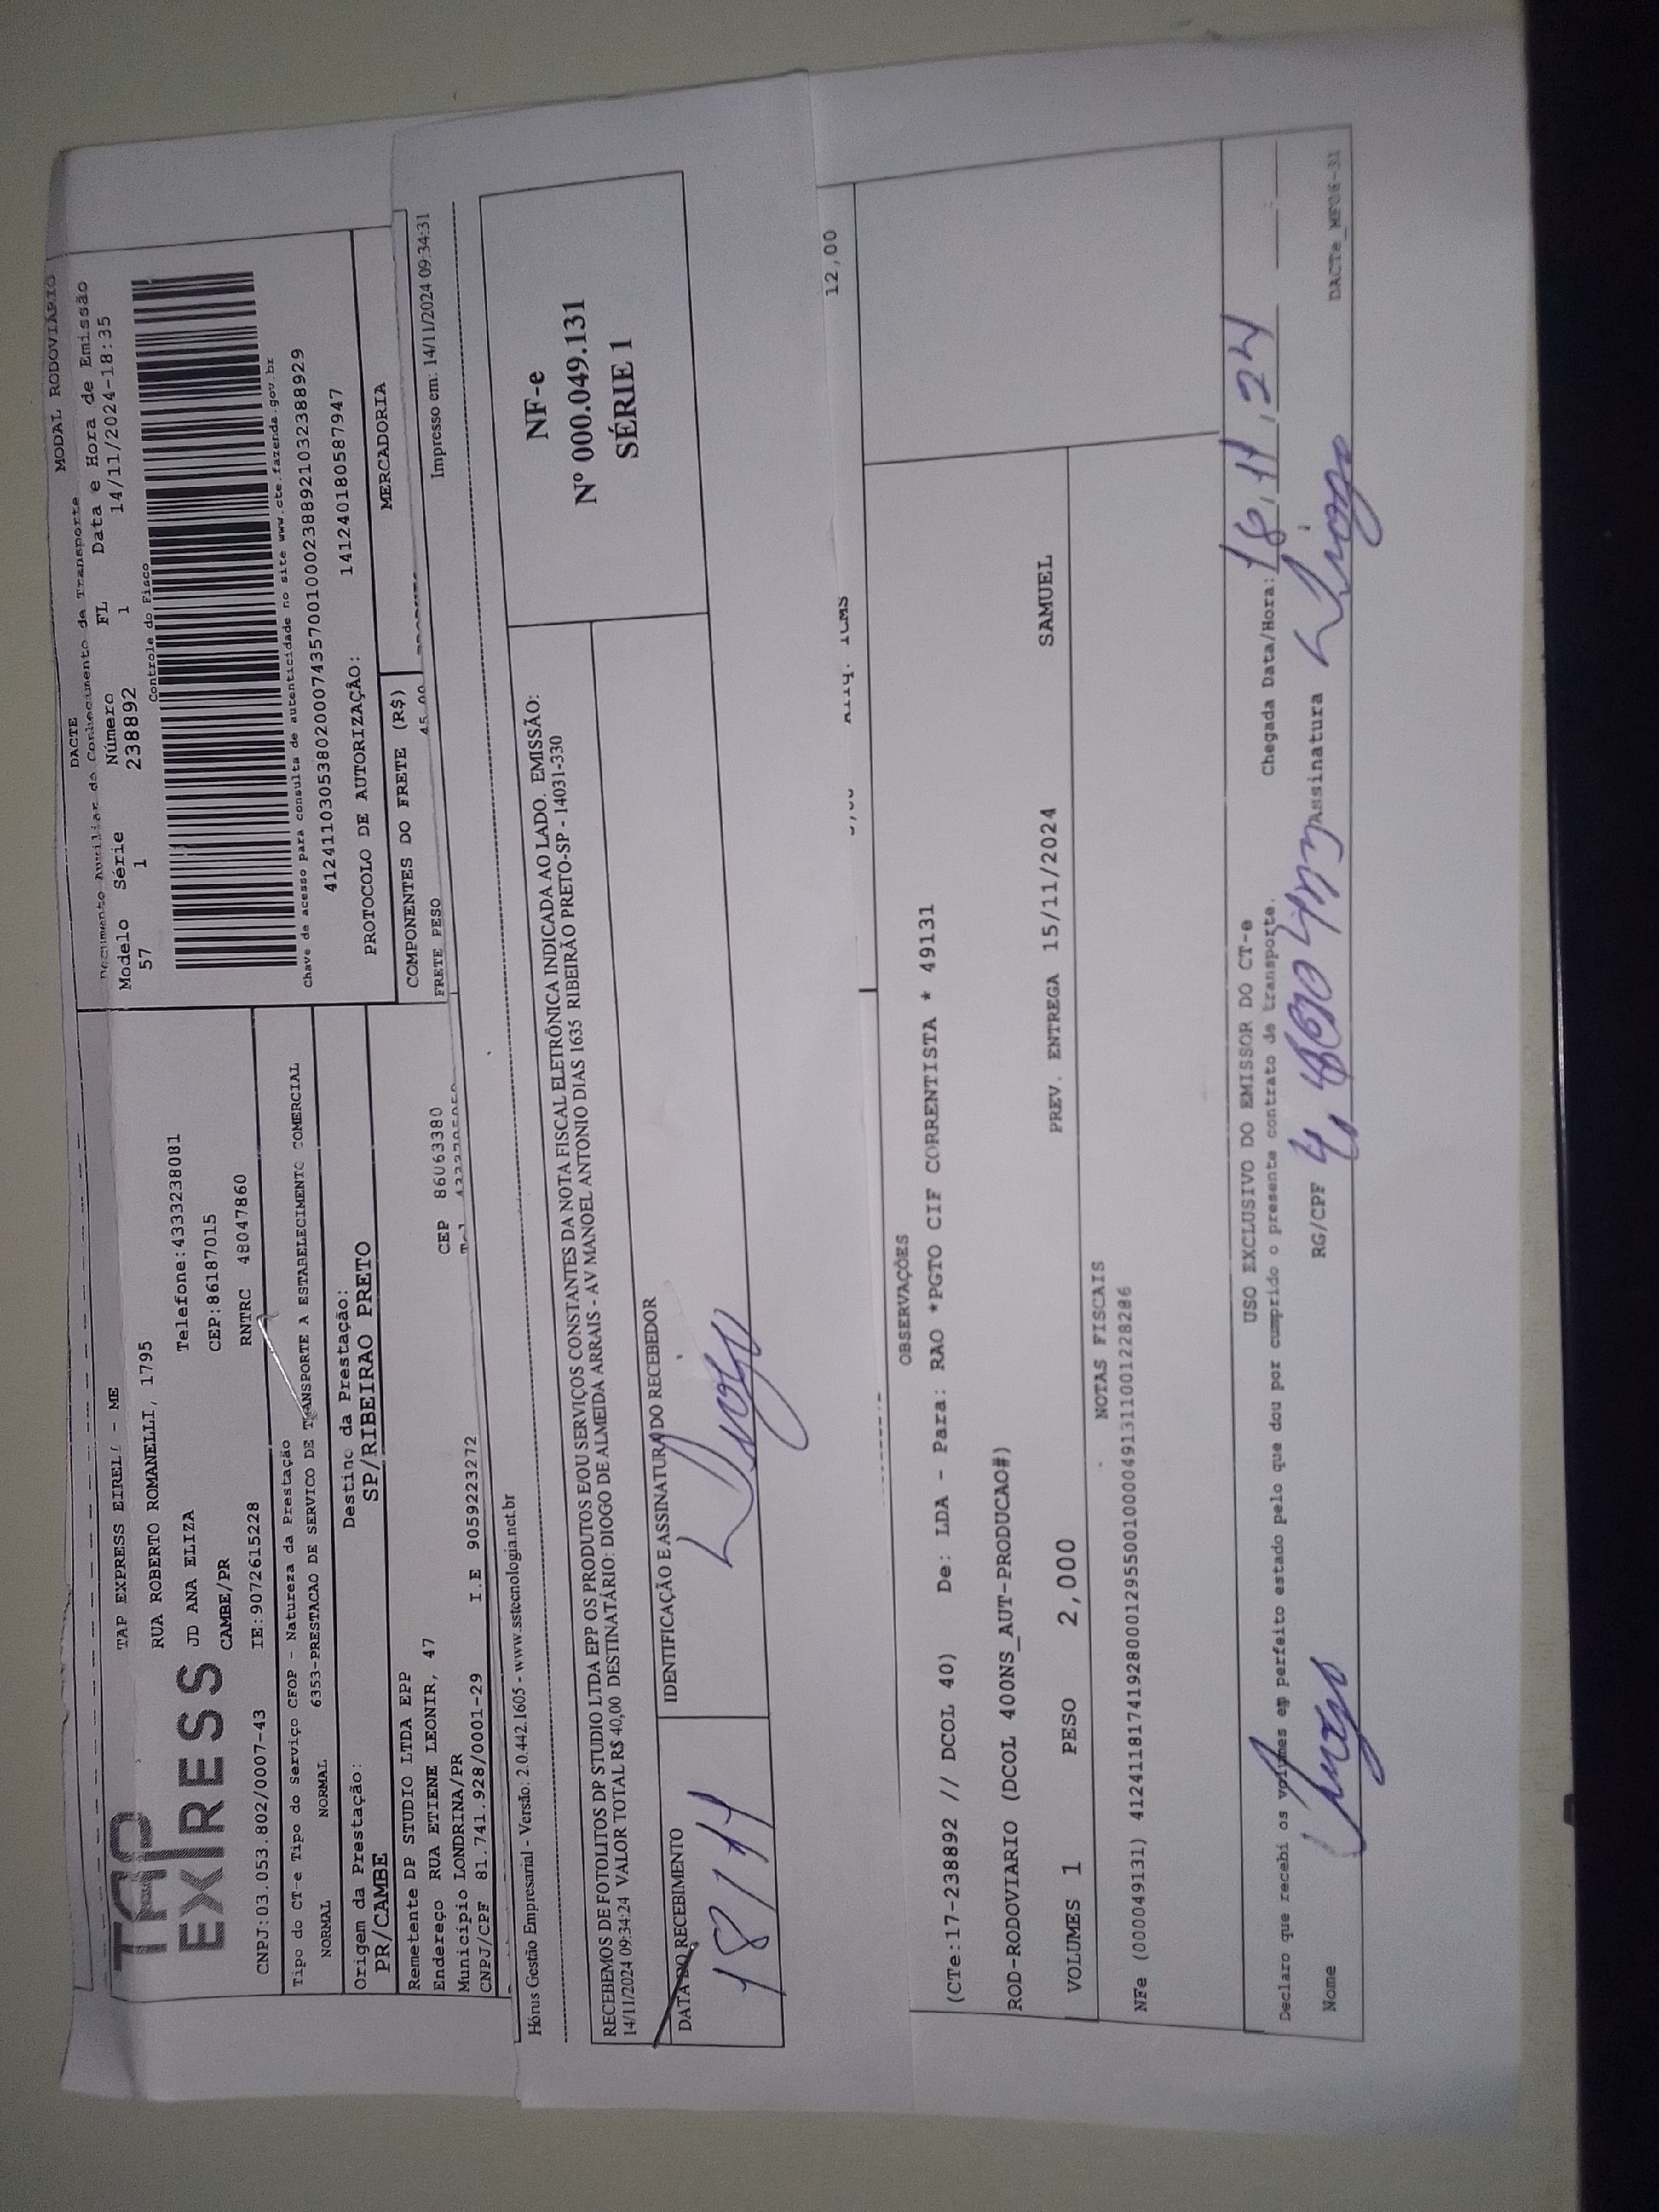 DACTE
MODAL RODOVIÁRIO
Documento Auxiliar do Conhecimento de Transporte
Modelo Série Número FL Data e Hora de Emissão
57 1 238892 1 14/11/2024-18:35
Controle do Fisco
Chave de acesso para consulta de autenticidade no site www.cte.fazenda.gov.br
41241103053802000743570010002388921032388929
PROTOCOLO DE AUTORIZAÇÃO: 141240180587947
TAP
EXPRESS
TAP EXPRESS EIRELI - ME
RUA ROBERTO ROMANELLI, 1795
JD ANA ELIZA Telefone:4333238081
CAMBE/PR CEP:86187015
CNPJ:03.053.802/0007-43 IE:9072615228 RNTRC 48047860
Tipo do CT-e Tipo do Serviço CFOP - Natureza da Prestação
NORMAL NORMAL 6353-PRESTACAO DE SERVICO DE TRANSPORTE A ESTABELECIMENTO COMERCIAL
Origem da Prestação: Destino da Prestação:
PR/CAMBE SP/RIBEIRAO PRETO
Remetente DP STUDIO LTDA EPP
Endereço RUA ETIENE LEONIR, 47
Município LONDRINA/PR CEP 86063380
CNPJ/CPF 81.741.928/0001-29 I.E 9059223272
COMPONENTES DO FRETE (R$) MERCADORIA
FRETE PESO 45,00
Hórus Gestão Empresarial - Versão: 2.0.442.1605 - www.sstecnologia.net.br Impresso em: 14/11/2024 09:34:31
RECEBEMOS DE FOTOLITOS DP STUDIO LTDA EPP OS PRODUTOS E/OU SERVIÇOS CONSTANTES DA NOTA FISCAL ELETRÔNICA INDICADA AO LADO. EMISSÃO:
14/11/2024 09:34:24 VALOR TOTAL R$ 40,00 DESTINATÁRIO: DIOGO DE ALMEIDA ARRAIS - AV MANOEL ANTONIO DIAS 1635 RIBEIRÃO PRETO-SP - 14031-330
NF-e
Nº 000.049.131
SÉRIE 1
DATA DO RECEBIMENTO IDENTIFICAÇÃO E ASSINATURA DO RECEBEDOR
18/11
Aliq. ICMS 12,00
OBSERVAÇÕES
(CTe:17-238892 // DCOL 40) De: LDA - Para: RAO *PGTO CIF CORRENTISTA * 49131
ROD-RODOVIARIO (DCOL 400NS_AUT-PRODUCAO#)
VOLUMES 1 PESO 2,000 PREV. ENTREGA 15/11/2024 SAMUEL
NOTAS FISCAIS
NFe (000049131) 41241181741928000129550010000491311001228286
USO EXCLUSIVO DO EMISSOR DO CT-e
Declaro que recebi os volumes em perfeito estado pelo que dou por cumprido o presente contrato de transporte. Chegada Data/Hora: 18,11,24
Nome RG/CPF Assinatura
DACTe_MF06-31